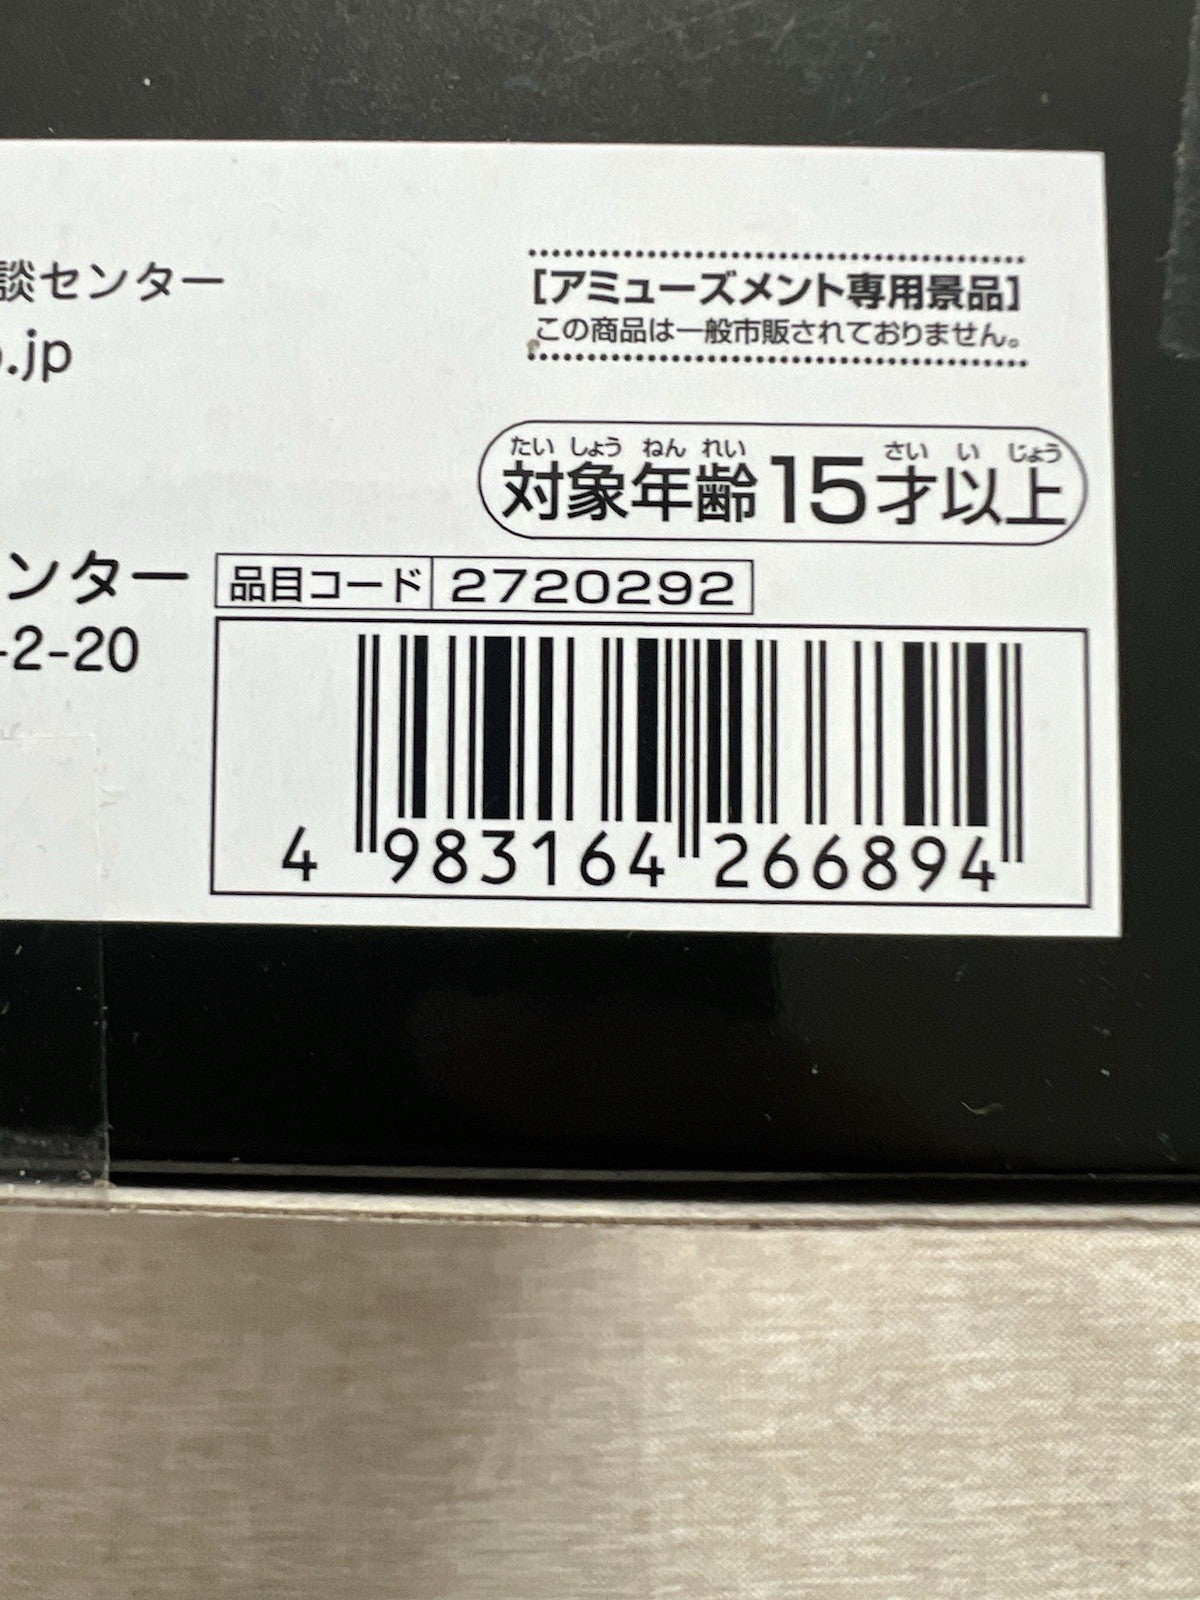 談センター
.jp
[アミューズメント専用景品]
この商品は一般市販されておりません。
たい しょう ねん れい さい い じょう
対象年齢15才以上
ンター
品目コード 2720292
-2-20
4 983164 266894